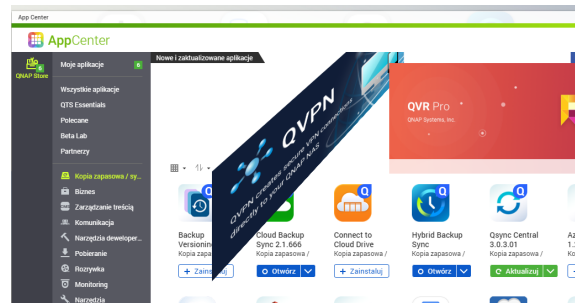 App Center
AppCenter
QNAP Store
6
Moje aplikacje
6
Wszystkie aplikacje
QTS Essentials
Polecane
Beta Lab
Partnerzy
Kopia zapasowa / sy...
Biznes
Zarządzanie treścią
Komunikacja
Narzędzia deweloper...
Pobieranie
Rozrywka
Monitoring
Narzędzia
Nowe i zaktualizowane aplikacje
QVPN
QVPN creates secure VPN connections
directly to your QNAP NAS
QVR Pro
QNAP Systems, Inc.
Backup
Kopia zapasowa /
+ Zainstaluj
Cloud Backup
Sync 2.1.666
Kopia zapasowa /
Otwórz
Connect to
Cloud Drive
Kopia zapasowa /
+ Zainstaluj
Hybrid Backup
Sync
Kopia zapasowa /
Otwórz
Qsync Central
3.0.3.01
Kopia zapasowa /
Aktualizuj